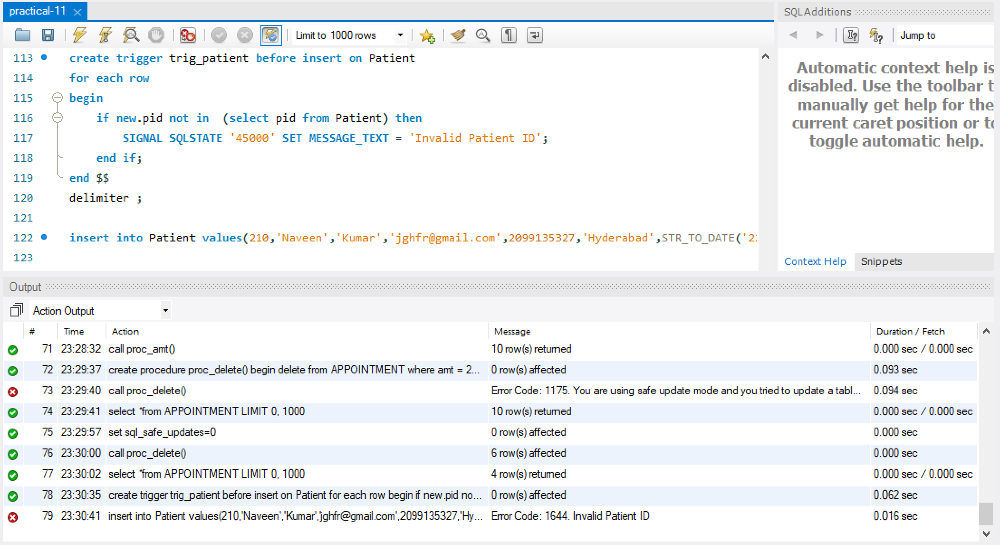 practical-11
SQLAdditions
Limit to 1000 rows
Jump to
113 create trigger trig_patient before insert on Patient
114 for each row
115 begin
116 if new.pid not in (select pid from Patient) then
117 SIGNAL SQLSTATE '45000' SET MESSAGE_TEXT = 'Invalid Patient ID';
118 end if;
119 end $$
120 delimiter ;
121
122 insert into Patient values(210,'Naveen','Kumar','jghfr@gmail.com',2099135327,'Hyderabad',STR_TO_DATE('2
123
Automatic context help is
disabled. Use the toolbar t
manually get help for the
current caret position or to
toggle automatic help.
Context Help Snippets
Output
Action Output
# Time Action Message Duration / Fetch
71 23:28:32 call proc_amt() 10 row(s) returned 0.000 sec / 0.000 sec
72 23:29:37 create procedure proc_delete() begin delete from APPOINTMENT where amt = 2... 0 row(s) affected 0.093 sec
73 23:29:40 call proc_delete() Error Code: 1175. You are using safe update mode and you tried to update a tabl... 0.094 sec
74 23:29:41 select *from APPOINTMENT LIMIT 0, 1000 10 row(s) returned 0.000 sec / 0.000 sec
75 23:29:57 set sql_safe_updates=0 0 row(s) affected 0.000 sec
76 23:30:00 call proc_delete() 6 row(s) affected 0.000 sec
77 23:30:02 select *from APPOINTMENT LIMIT 0, 1000 4 row(s) returned 0.000 sec / 0.000 sec
78 23:30:35 create trigger trig_patient before insert on Patient for each row begin if new.pid no... 0 row(s) affected 0.062 sec
79 23:30:41 insert into Patient values(210,'Naveen','Kumar','jghfr@gmail.com',2099135327,'Hy... Error Code: 1644. Invalid Patient ID 0.016 sec